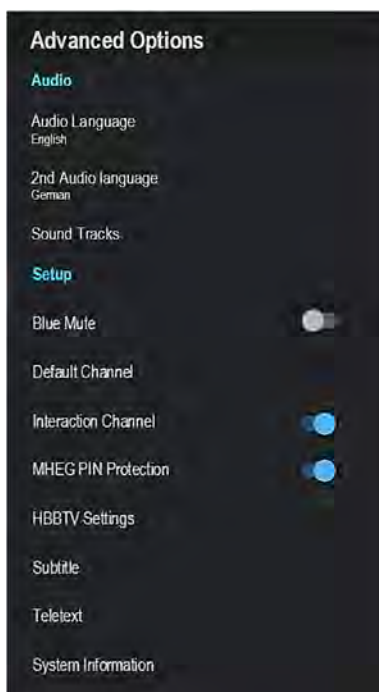 Advanced Options
Audio
Audio Language
English
2nd Audio language
German
Sound Tracks
Setup
Blue Mute
Default Channel
Interaction Channel
MHEG PIN Protection
HBBTV Settings
Subtitle
Teletext
System Information